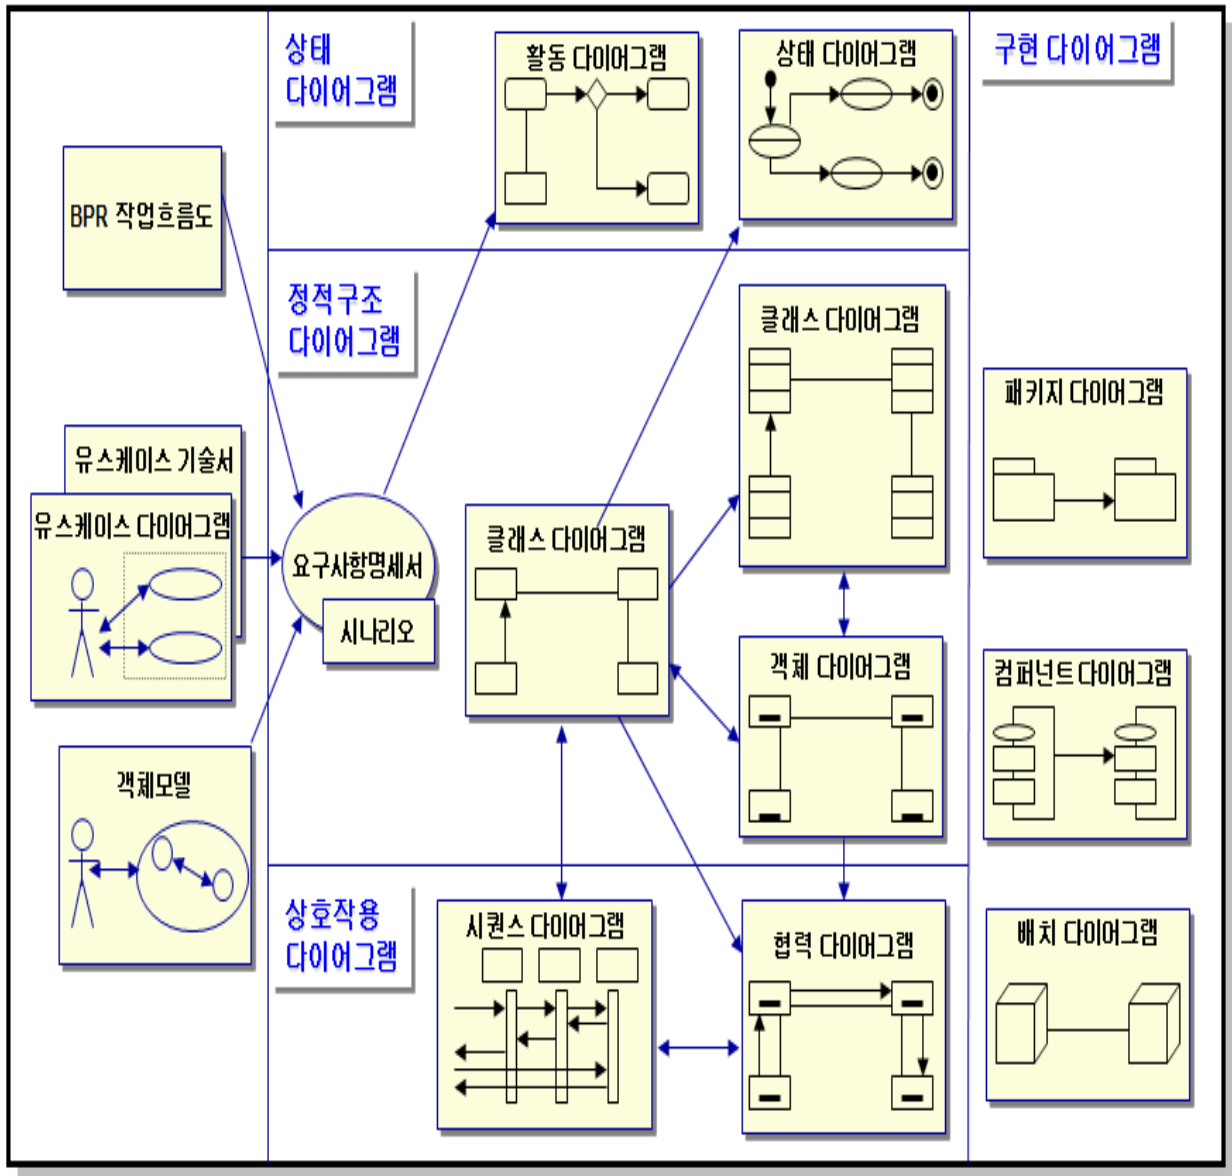 상태
다이어그램
활동 다이어그램
상태 다이어그램
구현 다이어그램
BPR 작업흐름도
정적구조
다이어그램
클래스 다이어그램
패키지 다이어그램
유스케이스 기술서
유스케이스 다이어그램
요구사항명세서
시나리오
클래스 다이어그램
객체 다이어그램
컴퍼넌트다이어그램
객체모델
상호작용
다이어그램
시퀀스 다이어그램
협력 다이어그램
배치 다이어그램